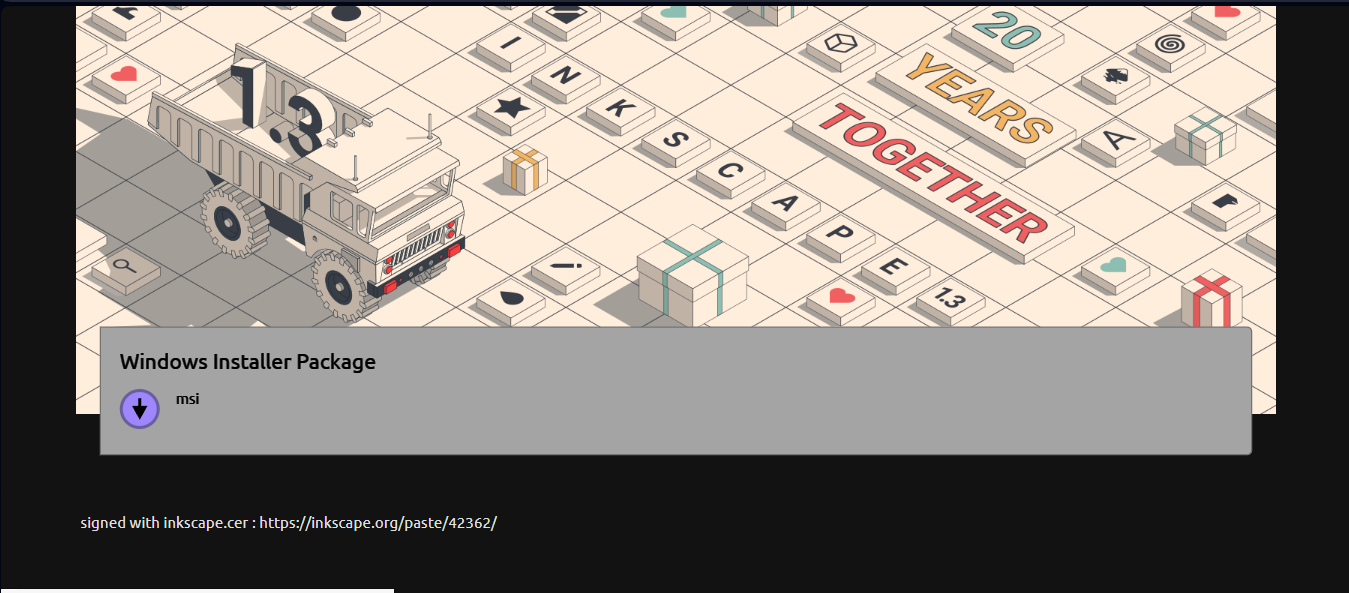 1.3
20
YEARS
TOGETHER
I
N
K
S
C
A
P
E
1.3
A
Windows Installer Package
msi
signed with inkscape.cer : https://inkscape.org/paste/42362/